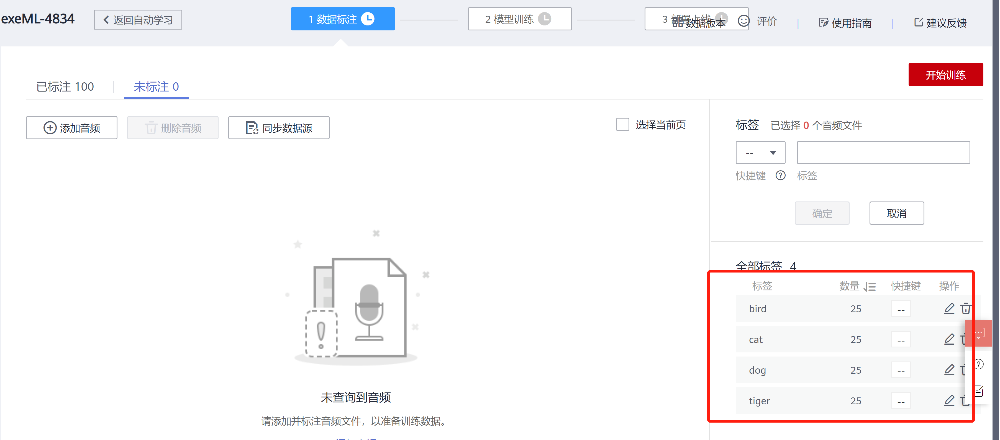 exeML-4834
返回自动学习
1 数据标注
2 模型训练
3 部署上线
数据版本
评价
使用指南
建议反馈
开始训练
已标注 100
未标注 0
添加音频
删除音频
同步数据源
选择当前页
标签 已选择 0 个音频文件
--
快捷键 ? 标签
确定
取消
全部标签 4
标签 数量 快捷键 操作
bird 25 --
cat 25 --
dog 25 --
tiger 25 --
未查询到音频
请添加并标注音频文件，以准备训练数据。